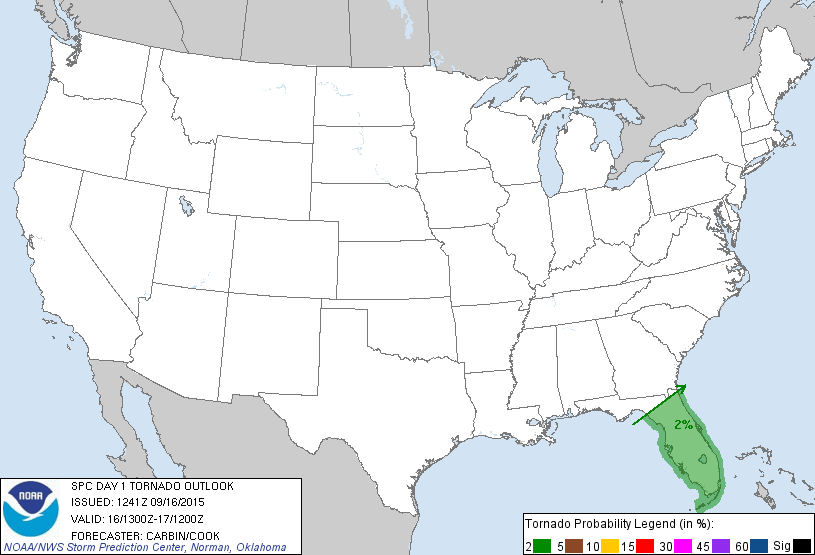 2%
NOAA
SPC DAY 1 TORNADO OUTLOOK
ISSUED: 1241Z 09/16/2015
VALID: 16/1300Z-17/1200Z
FORECASTER: CARBIN/COOK
NOAA/NWS Storm Prediction Center, Norman, Oklahoma
Tornado Probability Legend (in %):
2 5 10 15 30 45 60 Sig